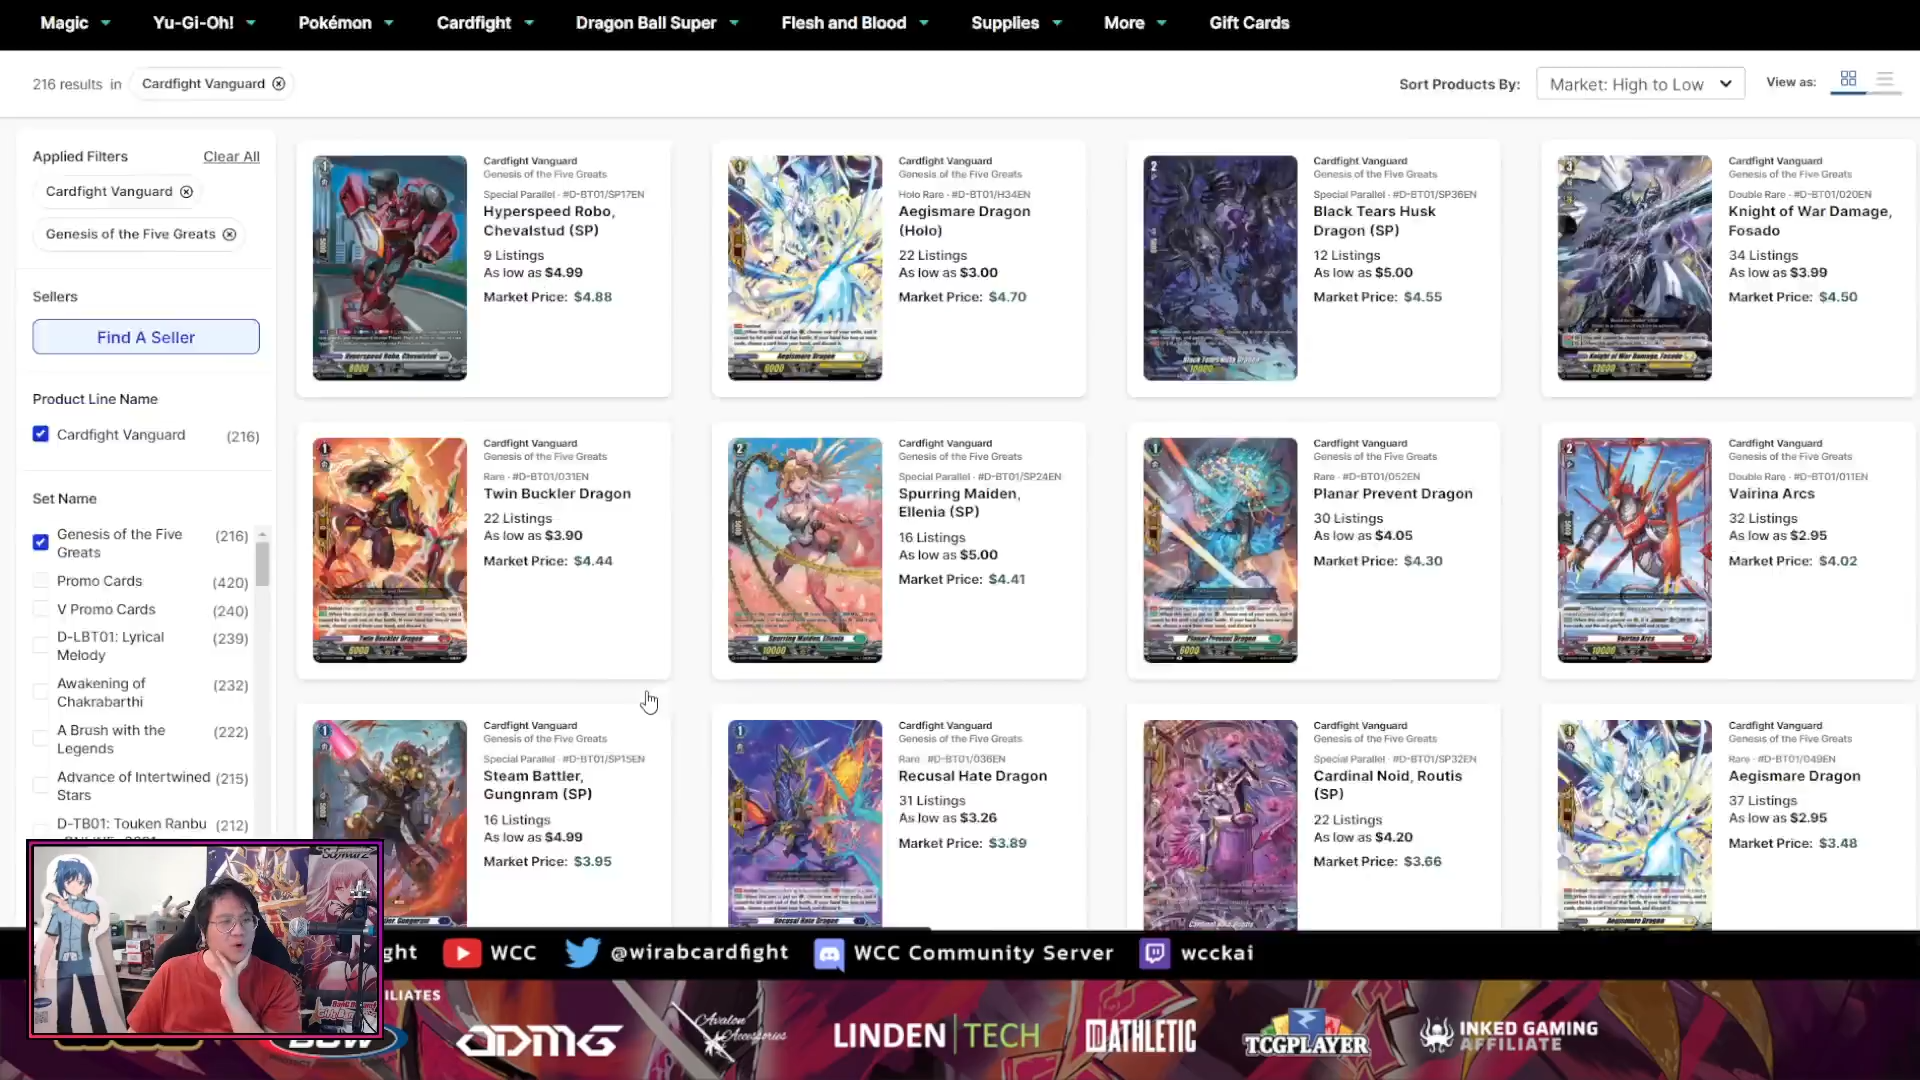 Magic
Yu-Gi-Oh!
Pokémon
Cardfight
Dragon Ball Super
Flesh and Blood
Supplies
More
Gift Cards
216 results in
Cardfight Vanguard
Sort Products By:
Market: High to Low
View as:
Applied Filters
Clear All
Cardfight Vanguard
Genesis of the Five Greats
Sellers
Find A Seller
Product Line Name
Cardfight Vanguard (216)
Set Name
Genesis of the Five Greats (216)
Promo Cards (420)
V Promo Cards (240)
D-LBT01: Lyrical Melody (239)
Awakening of Chakrabarthi (232)
A Brush with the Legends (222)
Advance of Intertwined Stars (215)
D-TB01: Touken Ranbu (212)
Cardfight Vanguard
Genesis of the Five Greats
Special Parallel · #D-BT01/SP17EN
Hyperspeed Robo,
Chevalstud (SP)
9 Listings
As low as $4.99
Market Price: $4.88
Cardfight Vanguard
Genesis of the Five Greats
Holo Rare · #D-BT01/H34EN
Aegismare Dragon
(Holo)
22 Listings
As low as $3.00
Market Price: $4.70
Cardfight Vanguard
Genesis of the Five Greats
Special Parallel · #D-BT01/SP36EN
Black Tears Husk
Dragon (SP)
12 Listings
As low as $5.00
Market Price: $4.55
Cardfight Vanguard
Genesis of the Five Greats
Double Rare · #D-BT01/020EN
Knight of War Damage,
Fosado
34 Listings
As low as $3.99
Market Price: $4.50
Cardfight Vanguard
Genesis of the Five Greats
Rare · #D-BT01/031EN
Twin Buckler Dragon
22 Listings
As low as $3.90
Market Price: $4.44
Cardfight Vanguard
Genesis of the Five Greats
Special Parallel · #D-BT01/SP24EN
Spurring Maiden,
Ellenia (SP)
16 Listings
As low as $5.00
Market Price: $4.41
Cardfight Vanguard
Genesis of the Five Greats
Rare · #D-BT01/052EN
Planar Prevent Dragon
30 Listings
As low as $4.05
Market Price: $4.30
Cardfight Vanguard
Genesis of the Five Greats
Double Rare · #D-BT01/011EN
Vairina Arcs
32 Listings
As low as $2.95
Market Price: $4.02
Cardfight Vanguard
Genesis of the Five Greats
Special Parallel · #D-BT01/SP15EN
Steam Battler,
Gungnram (SP)
16 Listings
As low as $4.99
Market Price: $3.95
Cardfight Vanguard
Genesis of the Five Greats
Rare · #D-BT01/036EN
Recusal Hate Dragon
31 Listings
As low as $3.26
Market Price: $3.89
Cardfight Vanguard
Genesis of the Five Greats
Special Parallel · #D-BT01/SP32EN
Cardinal Noid, Routis
(SP)
22 Listings
As low as $4.20
Market Price: $3.66
Cardfight Vanguard
Genesis of the Five Greats
Rare · #D-BT01/049EN
Aegismare Dragon
37 Listings
As low as $2.95
Market Price: $3.48
ght
WCC
@wirabcardfight
WCC Community Server
wcckai
ILIATES
ADMG
Avalon Accessories
LINDEN | TECH
DATHLETIC
TCGPLAYER
INKED GAMING
AFFILIATE